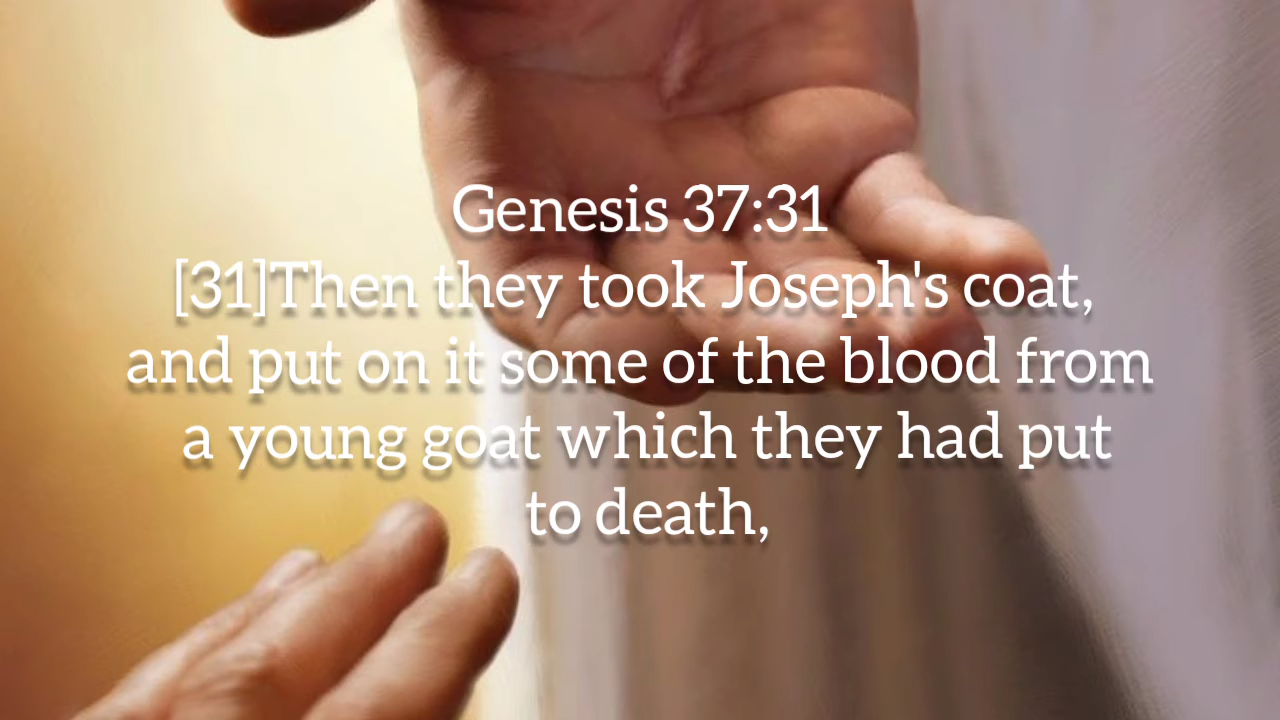 Genesis 37:31
[31]Then they took Joseph's coat,
and put on it some of the blood from
a young goat which they had put
to death,